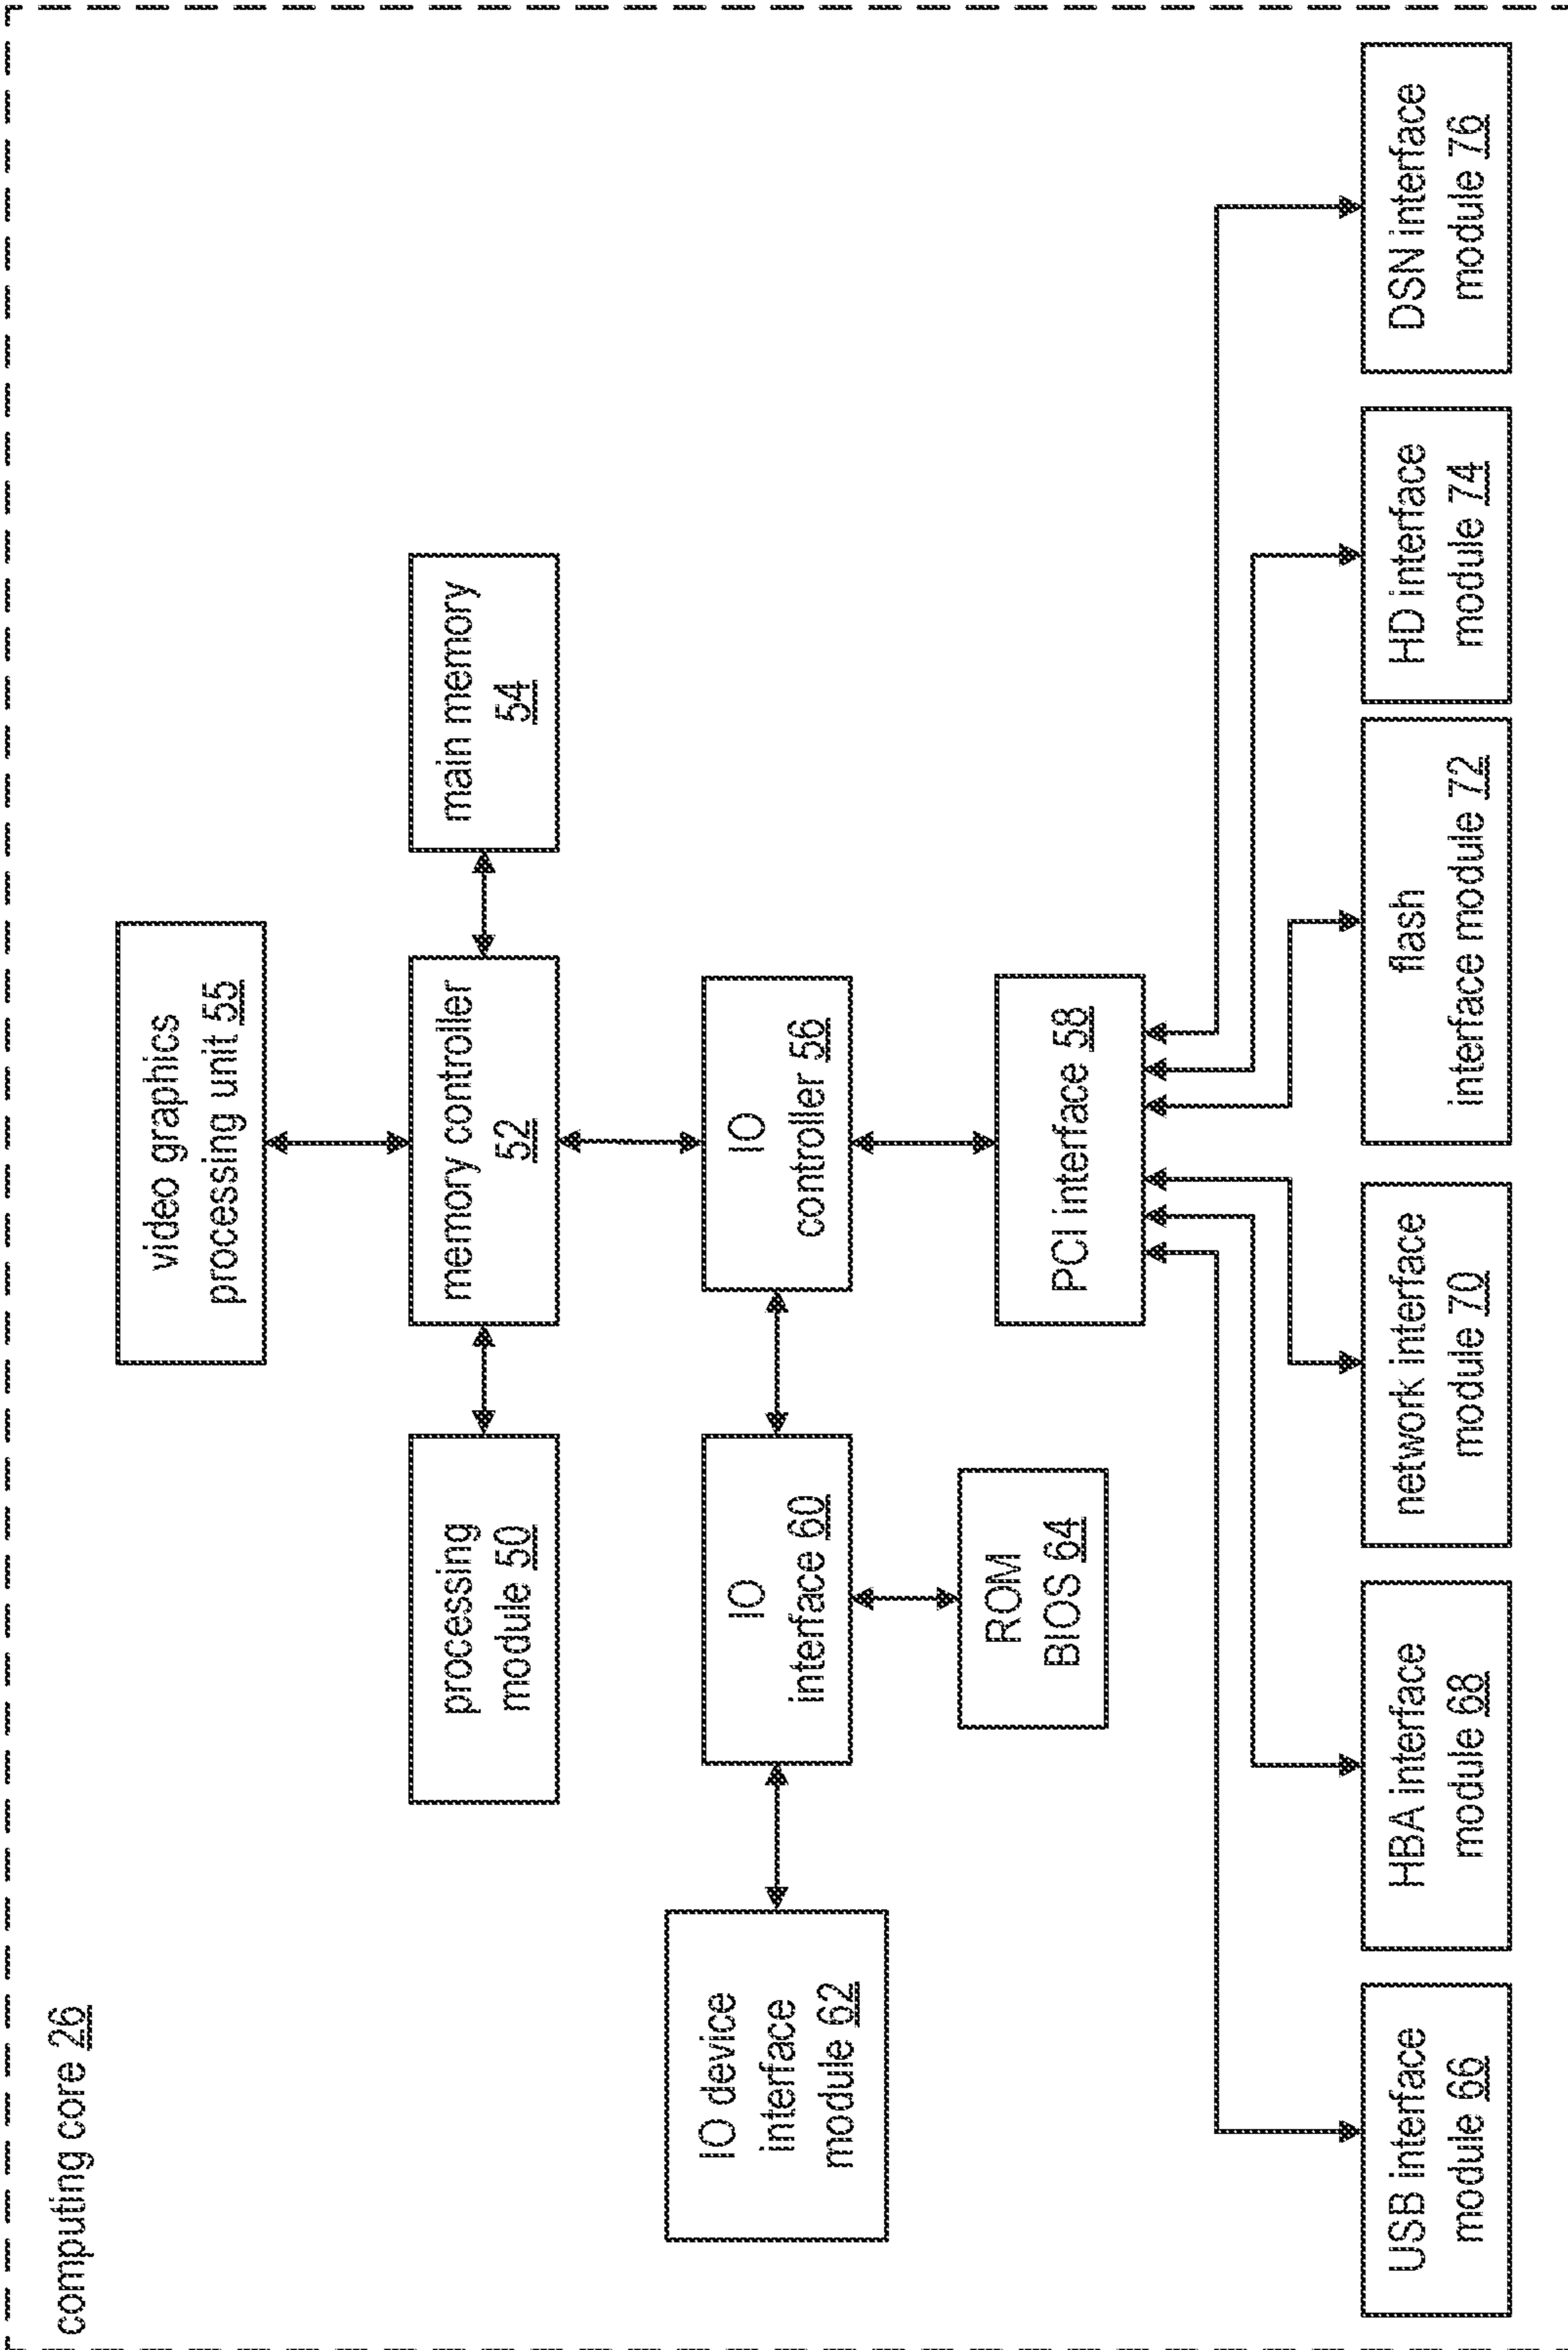 computing core 26
video graphics
processing unit 55
processing
module 50
memory controller
52
main memory
54
IO device
interface
module 62
IO
interface 60
IO
controller 56
ROM
BIOS 64
PCI interface 58
USB interface
module 66
HBA interface
module 68
network interface
module 70
flash
interface module 72
HD interface
module 74
DSN interface
module 76